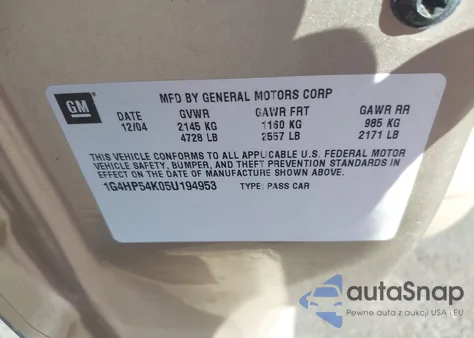 autoSnap
GM
MFD BY GENERAL MOTORS CORP
DATE GVWR GAWR FRT GAWR RR
12/04 2145 KG 1160 KG 985 KG
4728 LB 2557 LB 2171 LB
THIS VEHICLE CONFORMS TO ALL APPLICABLE U.S. FEDERAL MOTOR
VEHICLE SAFETY, BUMPER, AND THEFT PREVENTION STANDARDS IN
EFFECT ON THE DATE OF MANUFACTURE SHOWN ABOVE.
1G4HP54K05U194953 TYPE: PASS CAR
autoSnap
Pewne auta z aukcji USA i EU